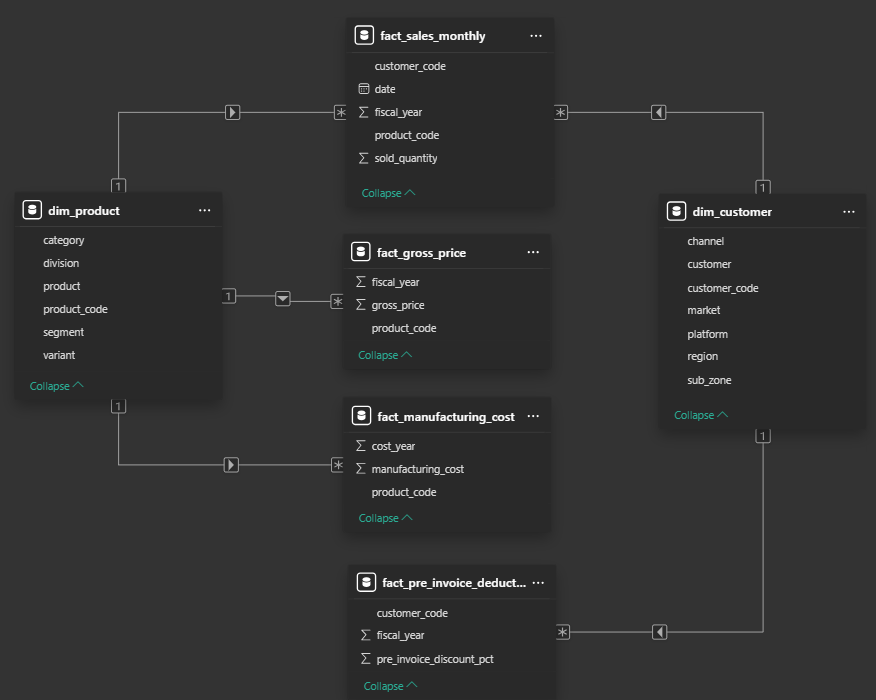 fact_sales_monthly ...
customer_code
date
Σ fiscal_year
product_code
Σ sold_quantity
Collapse
1
*
*
1
dim_product ...
category
division
product
product_code
segment
variant
Collapse
1
1
*
fact_gross_price ...
Σ fiscal_year
Σ gross_price
product_code
Collapse
fact_manufacturing_cost ...
Σ cost_year
Σ manufacturing_cost
product_code
Collapse
*
dim_customer ...
channel
customer
customer_code
market
platform
region
sub_zone
Collapse
1
fact_pre_invoice_deduct... ...
customer_code
Σ fiscal_year
Σ pre_invoice_discount_pct
Collapse
*